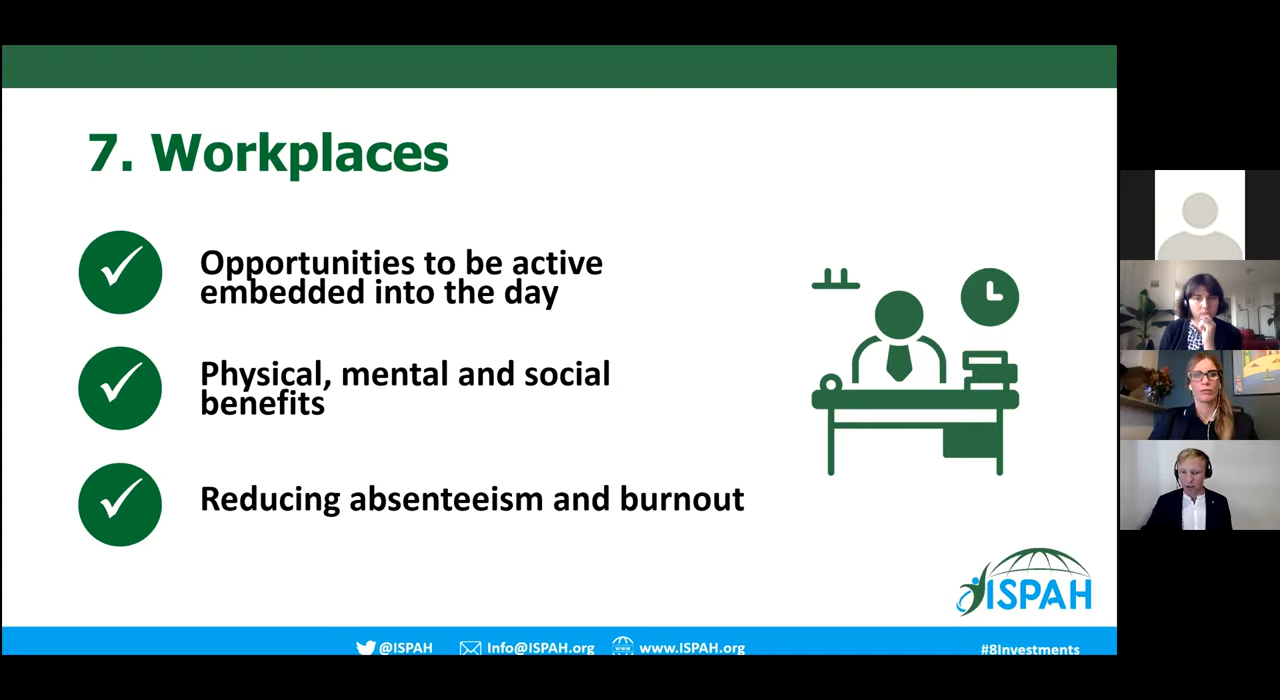 7. Workplaces
Opportunities to be active
embedded into the day
Physical, mental and social
benefits
Reducing absenteeism and burnout
ISPAH
@ISPAH Info@ISPAH.org www www.ISPAH.org #8Investments